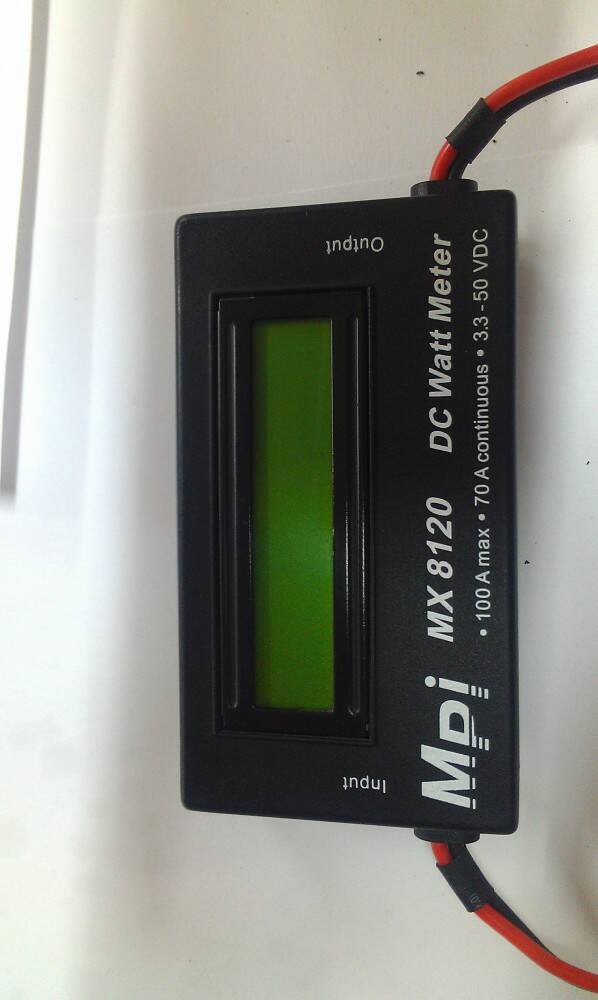 Input
Output
MPi MX 8120 DC Watt Meter
• 100 A max • 70 A continuous • 3.3 - 50 VDC